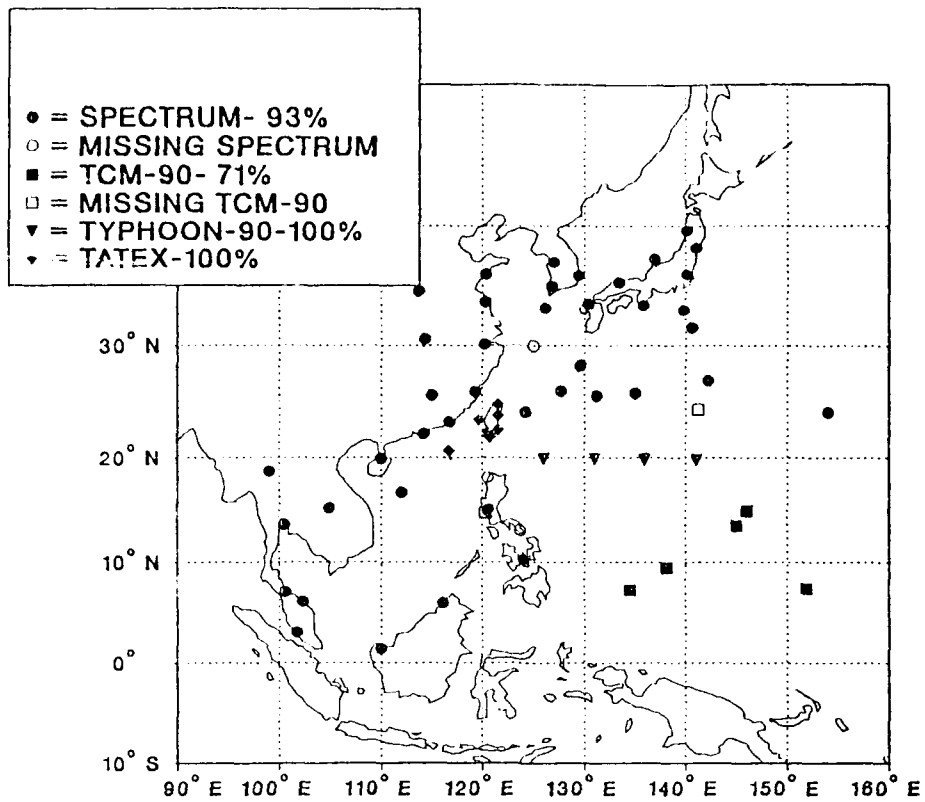 ● = SPECTRUM- 93%
○ = MISSING SPECTRUM
■ = TCM-90- 71%
□ = MISSING TCM-90
▼ = TYPHOON-90-100%
▾ = TATEX-100%
30° N
20° N
10° N
0°
10° S
90° E 100° E 110° E 120° E 130° E 140° E 150° E 160° E